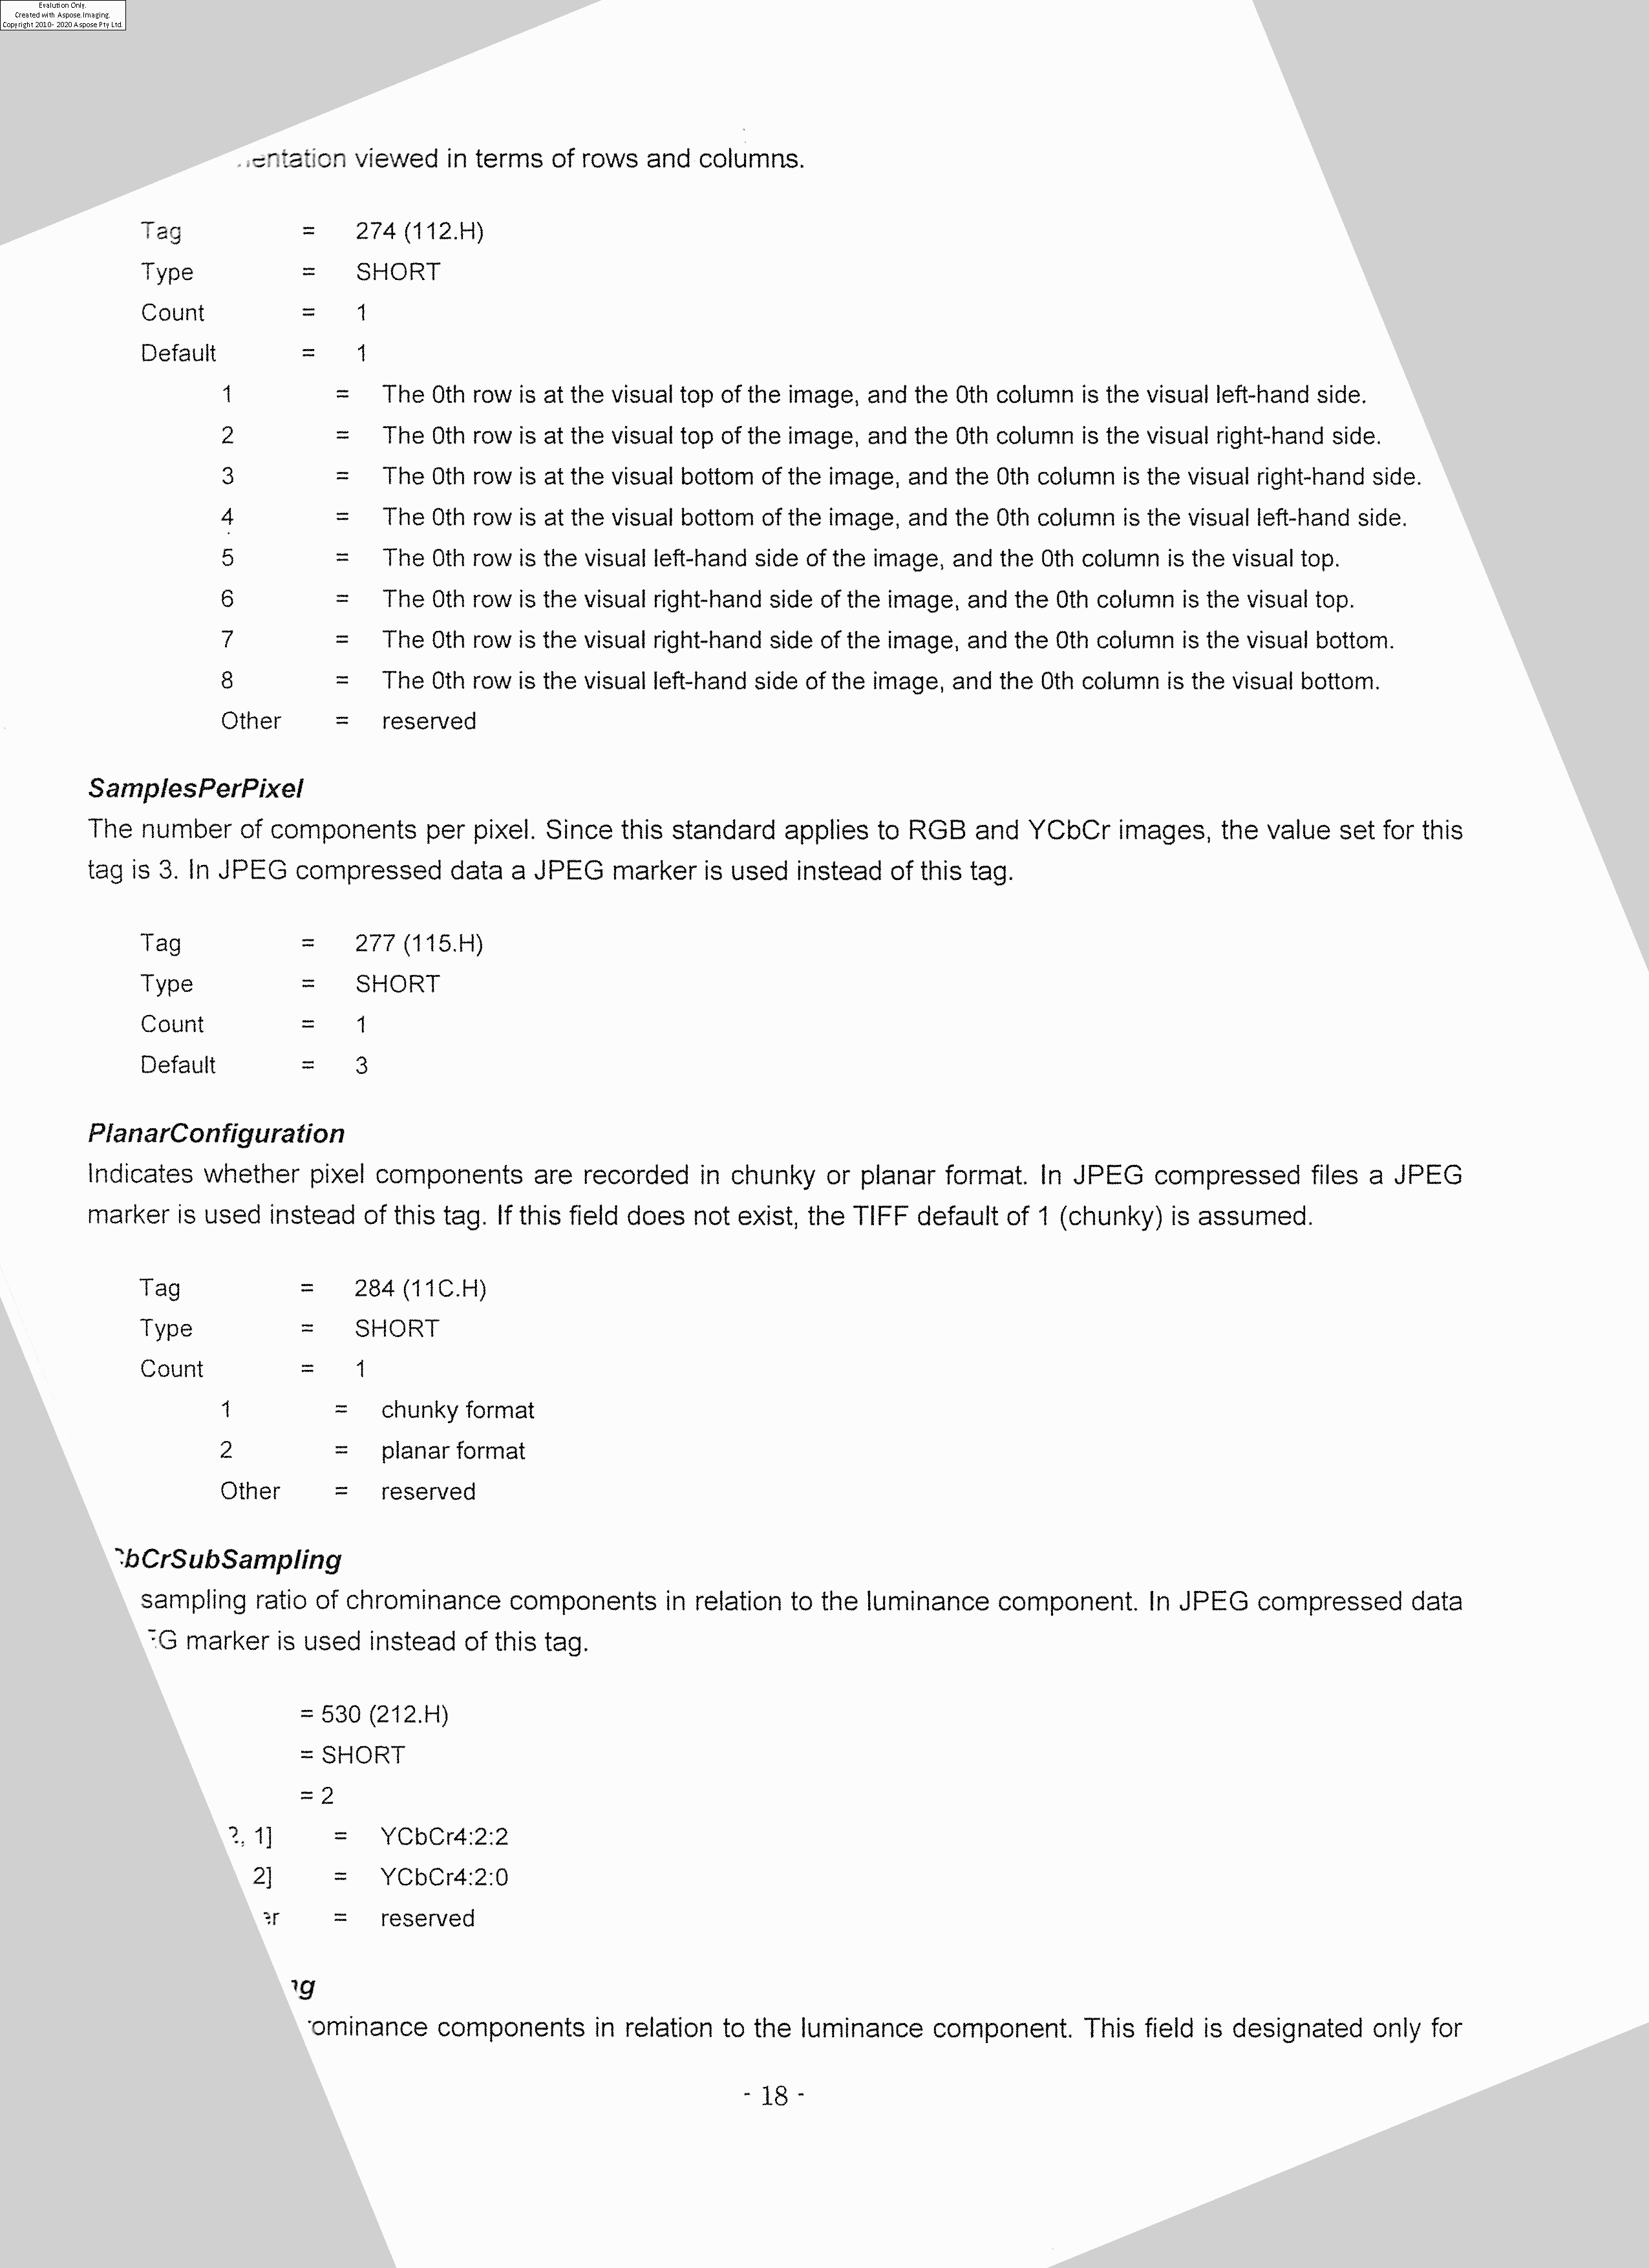 Evalution Only.
Created with Aspose.Imaging.
Copyright 2010- 2020 Aspose Pty Ltd.
viewed in terms of rows and columns.
Tag = 274 (112.H)
Type = SHORT
Count = 1
Default = 1
1 = The 0th row is at the visual top of the image, and the 0th column is the visual left-hand side.
2 = The 0th row is at the visual top of the image, and the 0th column is the visual right-hand side.
3 = The 0th row is at the visual bottom of the image, and the 0th column is the visual right-hand side.
4 = The 0th row is at the visual bottom of the image, and the 0th column is the visual left-hand side.
5 = The 0th row is the visual left-hand side of the image, and the 0th column is the visual top.
6 = The 0th row is the visual right-hand side of the image, and the 0th column is the visual top.
7 = The 0th row is the visual right-hand side of the image, and the 0th column is the visual bottom.
8 = The 0th row is the visual left-hand side of the image, and the 0th column is the visual bottom.
Other = reserved
SamplesPerPixel
The number of components per pixel. Since this standard applies to RGB and YCbCr images, the value set for this
tag is 3. In JPEG compressed data a JPEG marker is used instead of this tag.
Tag = 277 (115.H)
Type = SHORT
Count = 1
Default = 3
PlanarConfiguration
Indicates whether pixel components are recorded in chunky or planar format. In JPEG compressed files a JPEG
marker is used instead of this tag. If this field does not exist, the TIFF default of 1 (chunky) is assumed.
Tag = 284 (11C.H)
Type = SHORT
Count = 1
1 = chunky format
2 = planar format
Other = reserved
bCrSubSampling
sampling ratio of chrominance components in relation to the luminance component. In JPEG compressed data
G marker is used instead of this tag.
= 530 (212.H)
= SHORT
= 2
, 1] = YCbCr4:2:2
2] = YCbCr4:2:0
er = reserved
g
ominance components in relation to the luminance component. This field is designated only for
- 18 -